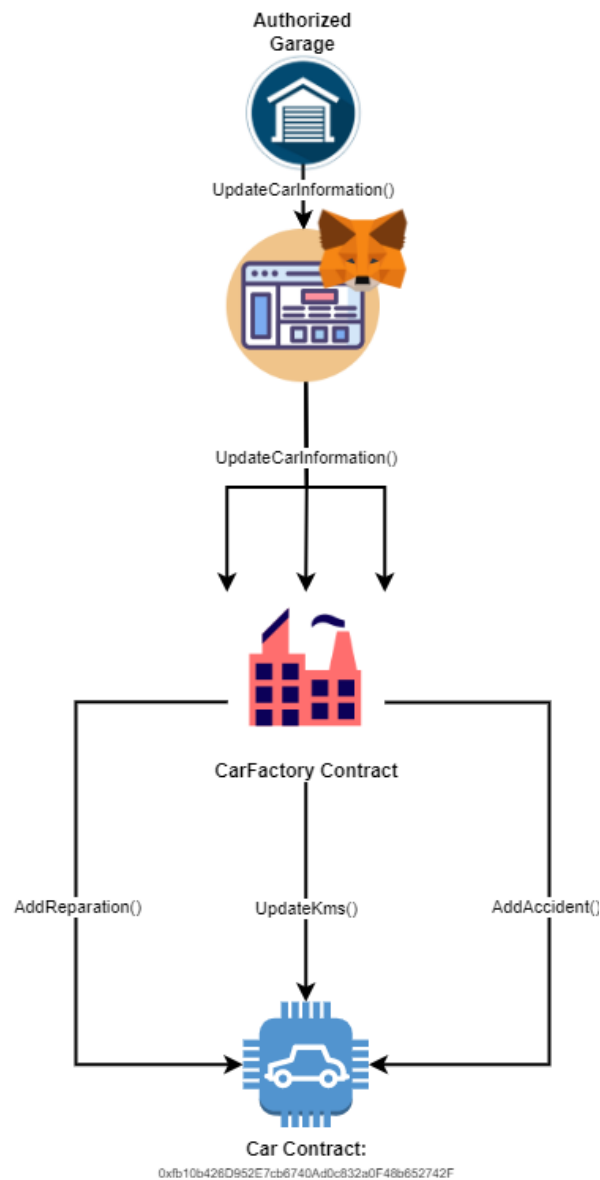 Authorized
Garage
UpdateCarInformation()
UpdateCarInformation()
CarFactory Contract
AddReparation()
UpdateKms()
AddAccident()
Car Contract:
0xfb10b426D952E7cb6740Ad0c832a0F48b652742F